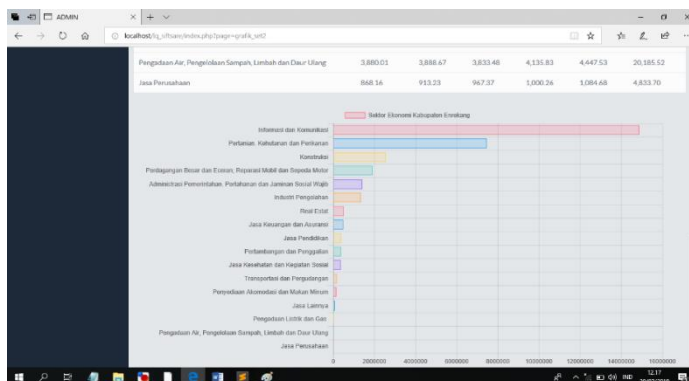 ADMIN
localhost/lq_oftsaic/index.php?page=grafik_set2
Pengadaan Air, Pengelolaan Sampah, Limbah dan Daur Ulang 3,880.01 3,888.67 3,833.48 4,135.83 4,447.53 20,185.52
Jasa Perusahaan 868.16 913.23 967.37 1,000.26 1,084.68 4,833.70
Sektor Ekonomi Kabupaten Enrekang
Informasi dan Komunikasi
Pertanian, Kehutanan dan Perikanan
Konstruksi
Perdagangan Besar dan Eceran, Reparasi Mobil dan Sepeda Motor
Administrasi Pemerintahan, Pertahanan dan Jaminan Sosial Wajib
Industri Pengolahan
Real Estat
Jasa Keuangan dan Asuransi
Jasa Pendidikan
Pertambangan dan Penggalian
Jasa Kesehatan dan Kegiatan Sosial
Transportasi dan Pergudangan
Penyediaan Akomodasi dan Makan Minum
Jasa Lainnya
Pengadaan Listrik dan Gas
Pengadaan Air, Pengelolaan Sampah, Limbah dan Daur Ulang
Jasa Perusahaan
0 2000000 4000000 6000000 8000000 10000000 12000000 14000000 16000000
IND
12.17